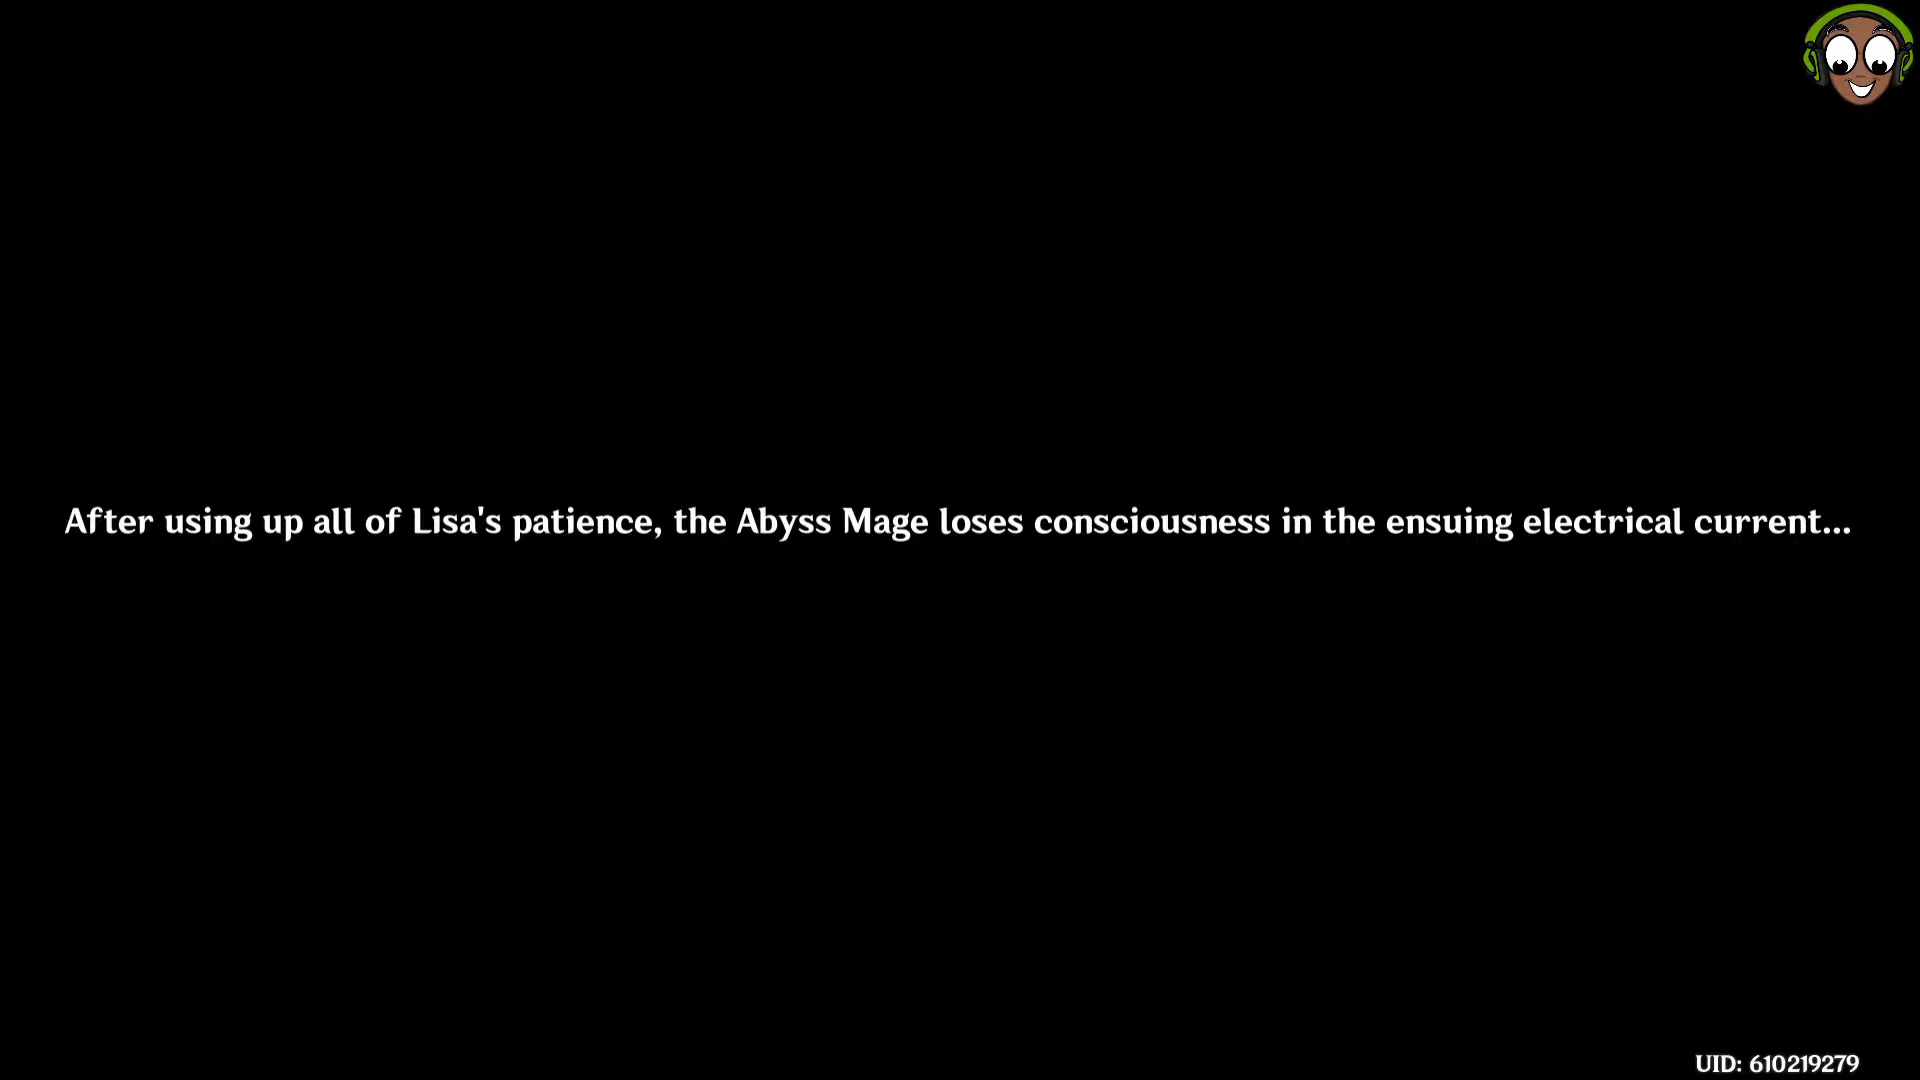 After using up all of Lisa's patience, the Abyss Mage loses consciousness in the ensuing electrical current...
UID: 610219279